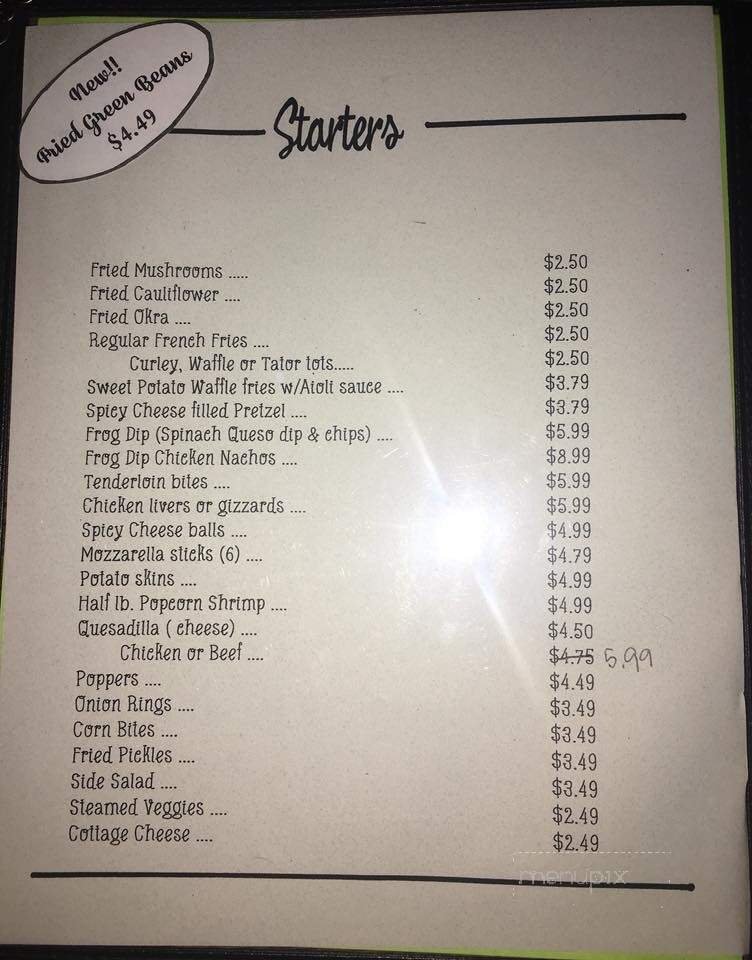 New!!
Fried Green Beans
$4.49
Starters
Fried Mushrooms ..... $2.50
Fried Cauliflower .... $2.50
Fried Okra .... $2.50
Regular French Fries .... $2.50
Curley, Waffle or Tator tots..... $2.50
Sweet Potato Waffle fries w/Aioli sauce .... $3.79
Spicy Cheese filled Pretzel .... $3.79
Frog Dip (Spinach Queso dip & chips) .... $5.99
Frog Dip Chicken Nachos .... $8.99
Tenderloin bites .... $5.99
Chicken livers or gizzards .... $5.99
Spicy Cheese balls .... $4.99
Mozzarella sticks (6) .... $4.79
Potato skins .... $4.99
Half lb. Popcorn Shrimp .... $4.99
Quesadilla ( cheese) .... $4.50
Chicken or Beef .... $4.75 5.99
Poppers .... $4.49
Onion Rings .... $3.49
Corn Bites .... $3.49
Fried Pickles .... $3.49
Side Salad .... $3.49
Steamed Veggies .... $2.49
Cottage Cheese .... $2.49
menupix